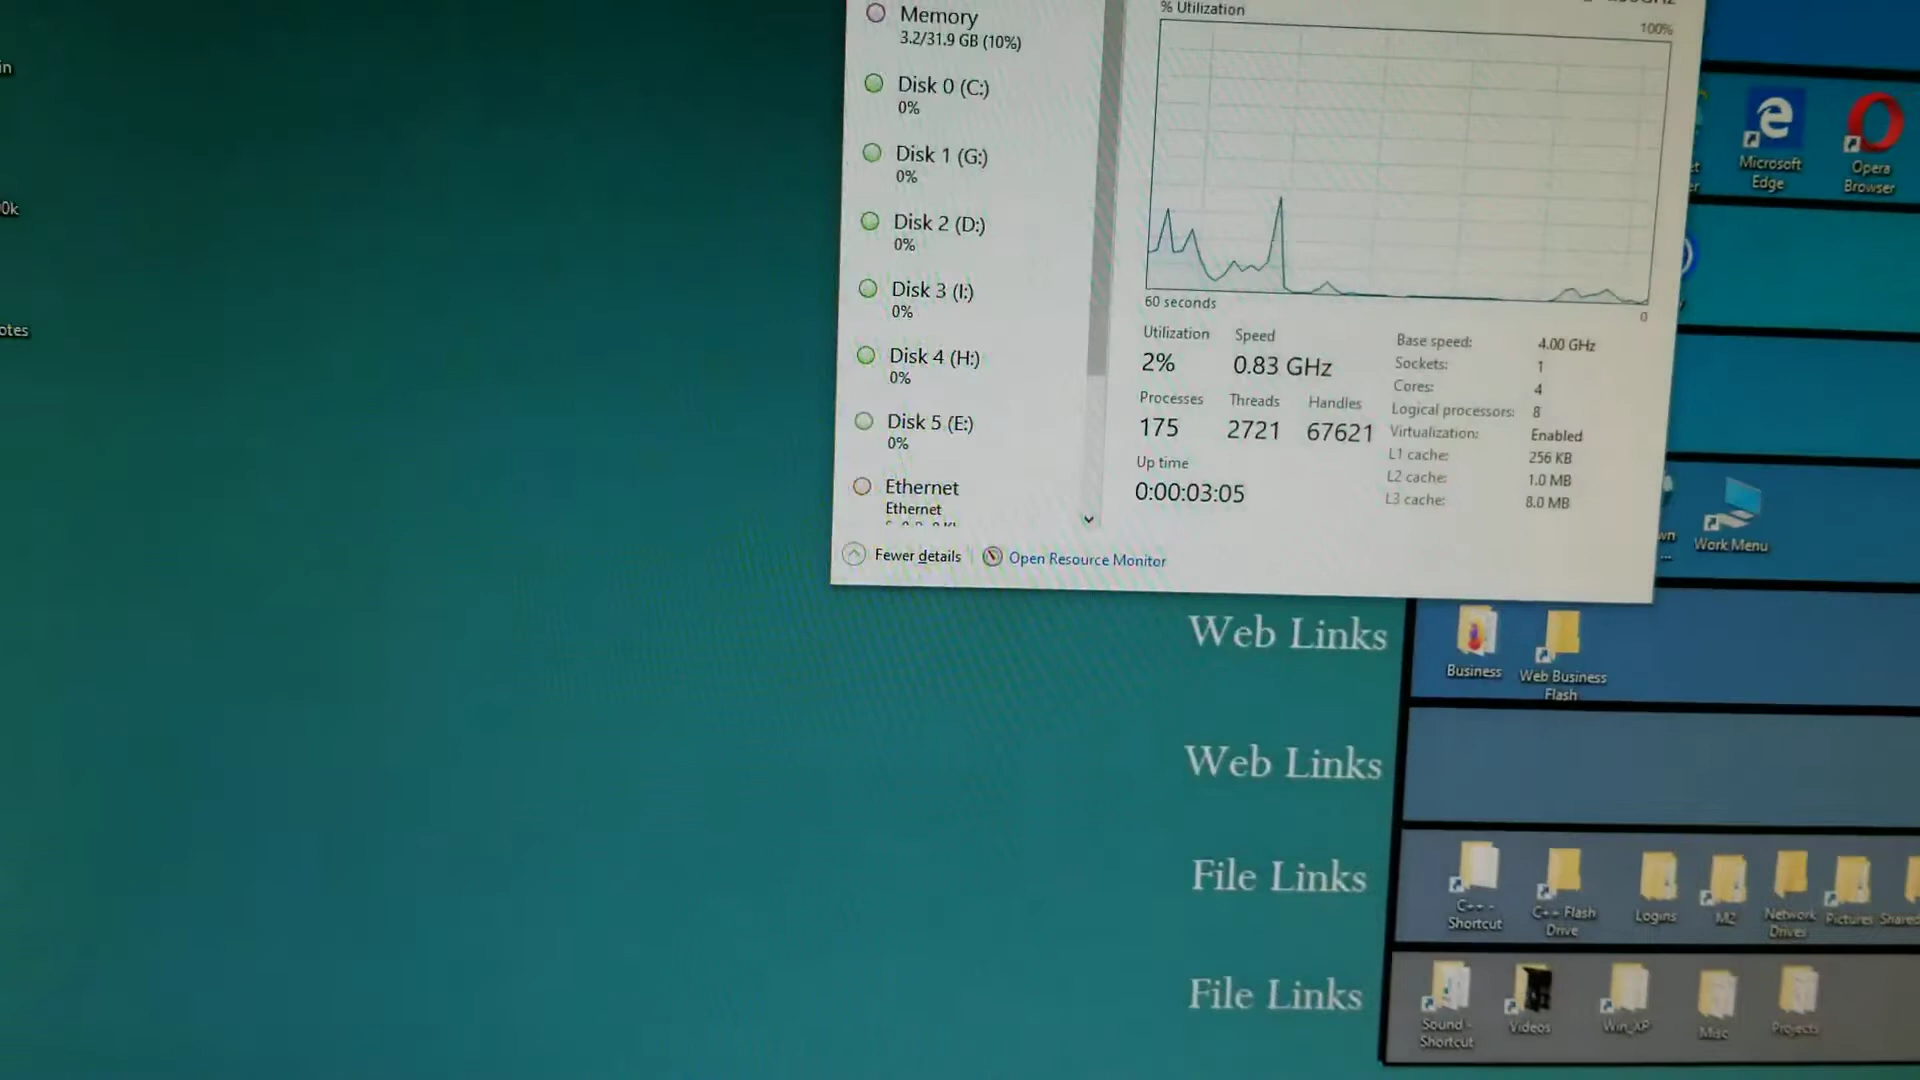 in
0k
otes
Memory
3.2/31.9 GB (10%)
Disk 0 (C:)
0%
Disk 1 (G:)
0%
Disk 2 (D:)
0%
Disk 3 (I:)
0%
Disk 4 (H:)
0%
Disk 5 (E:)
0%
Ethernet
Ethernet
Fewer details
Open Resource Monitor
% Utilization
100%
60 seconds
0
Utilization
2%
Speed
0.83 GHz
Processes
175
Threads
2721
Handles
67621
Up time
0:00:03:05
Base speed: 4.00 GHz
Sockets: 1
Cores: 4
Logical processors: 8
Virtualization: Enabled
L1 cache: 256 KB
L2 cache: 1.0 MB
L3 cache: 8.0 MB
Microsoft
Edge
Opera
Browser
wn
...
Work Menu
Web Links
Business
Web Business
Flash
Web Links
File Links
C++ -
Shortcut
C++ Flash
Drive
Logins
M2
Network
Drives
Pictures
Shared
File Links
Sound -
Shortcut
Videos
Win_XP
Misc
Projects